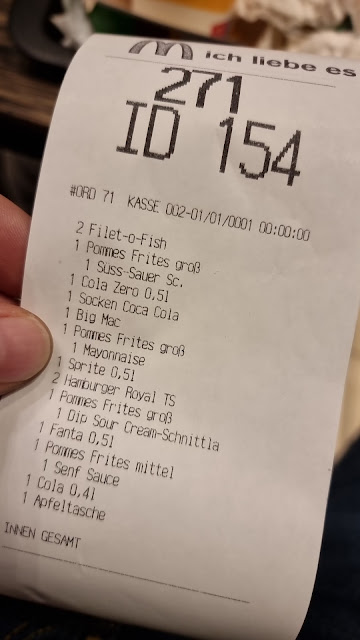 ich liebe es
271
ID 154
#ORD 71 KASSE 002-01/01/0001 00:00:00
2 Filet-o-Fish
1 Pommes Frites groß
1 Süss-Sauer Sc.
1 Cola Zero 0,5l
1 Socken Coca Cola
1 Big Mac
1 Pommes Frites groß
1 Mayonnaise
1 Sprite 0,5l
2 Hamburger Royal TS
1 Pommes Frites groß
1 Dip Sour Cream-Schnittla
1 Fanta 0,5l
1 Pommes Frites mittel
1 Senf Sauce
1 Cola 0,4l
1 Apfeltasche
INNEN GESAMT